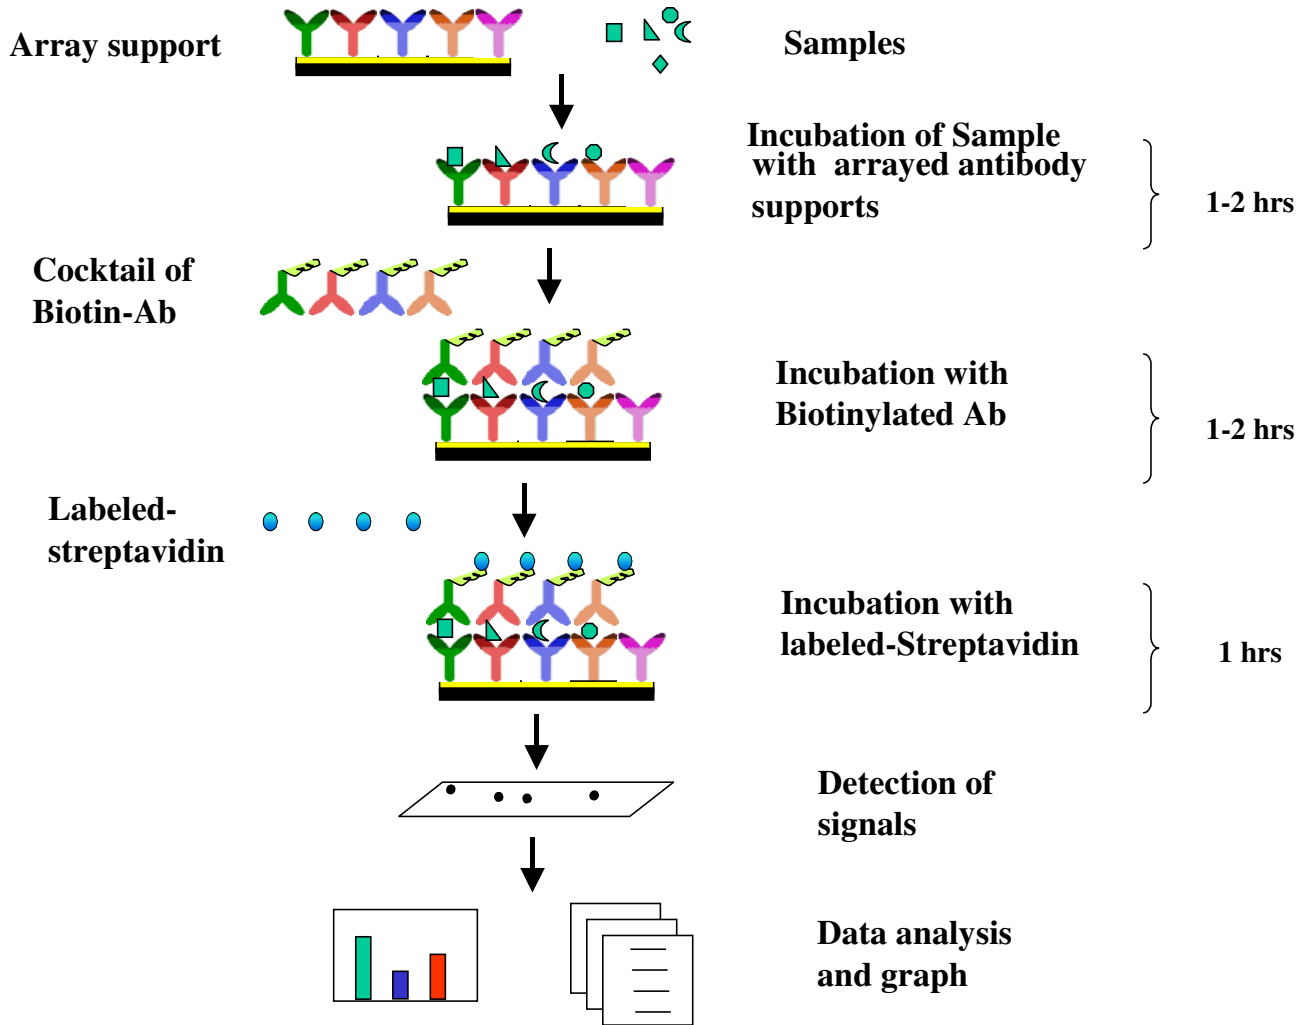 Array support
Samples
Incubation of Sample
with arrayed antibody
supports
1-2 hrs
Cocktail of
Biotin-Ab
Incubation with
Biotinylated Ab
1-2 hrs
Labeled-
streptavidin
Incubation with
labeled-Streptavidin
1 hrs
Detection of
signals
Data analysis
and graph